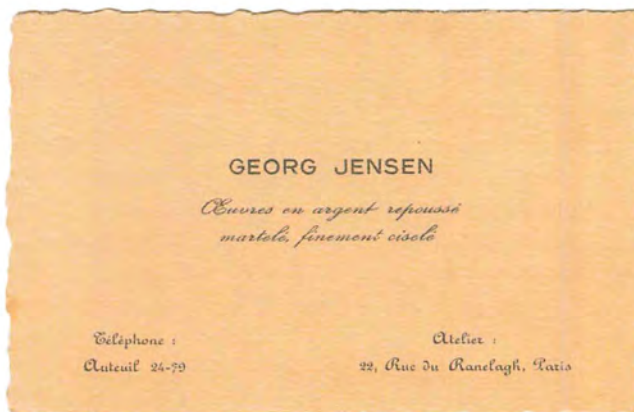 GEORG JENSEN
Œuvres en argent repoussé
martelé, finement ciselé
Téléphone :
Auteuil 24-79
Atelier :
22, Rue du Ranelagh, Paris